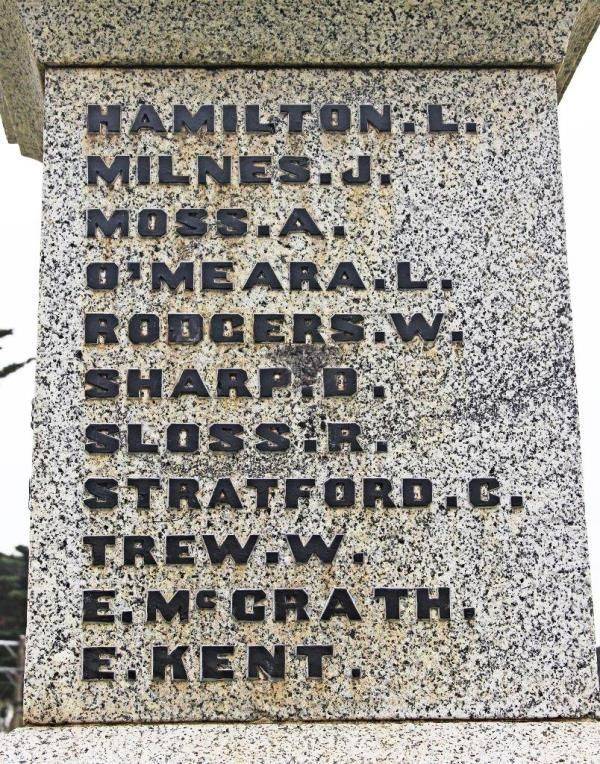 HAMILTON.L.
MILNES.J.
MOSS.A.
O'MEARA.L.
RODGERS.W.
SHARP.D.
SLOSS.R.
STRATFORD.C.
TREW.W.
E.McGRATH.
E.KENT.